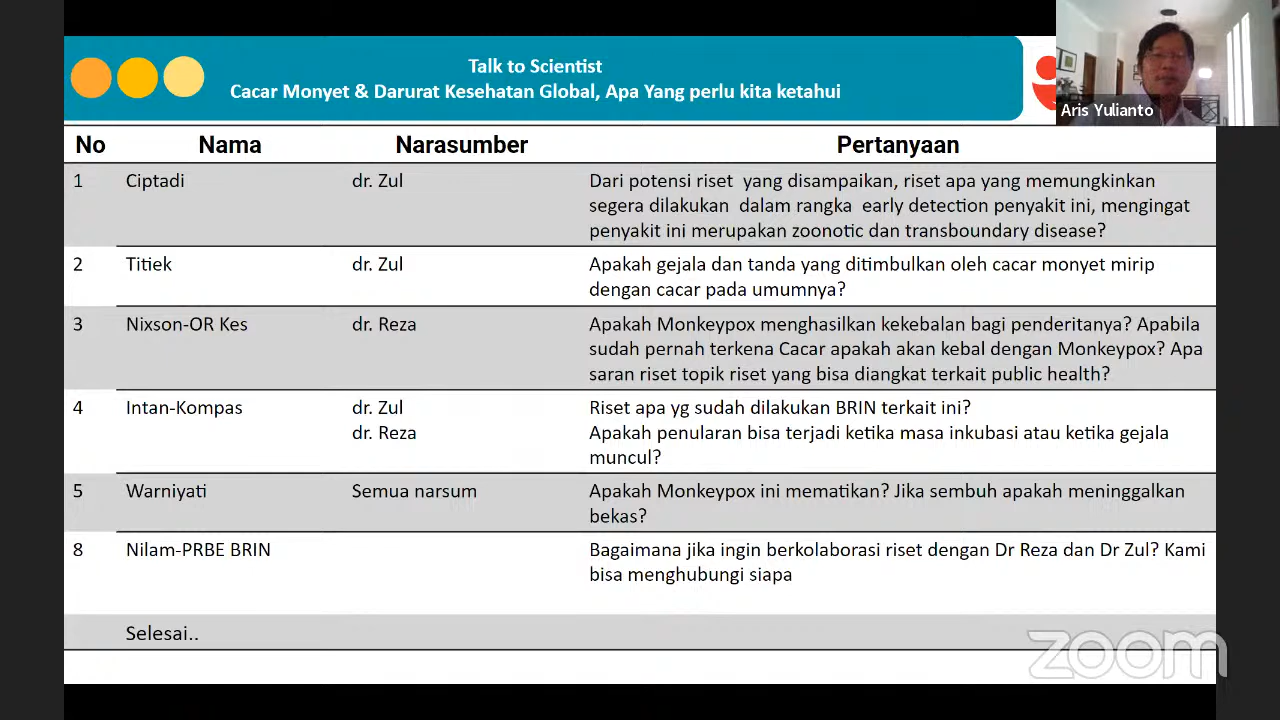 Talk to Scientist
Cacar Monyet & Darurat Kesehatan Global, Apa Yang perlu kita ketahui
Aris Yulianto
No Nama Narasumber Pertanyaan
1 Ciptadi dr. Zul Dari potensi riset yang disampaikan, riset apa yang memungkinkan
segera dilakukan dalam rangka early detection penyakit ini, mengingat
penyakit ini merupakan zoonotic dan transboundary disease?
2 Titiek dr. Zul Apakah gejala dan tanda yang ditimbulkan oleh cacar monyet mirip
dengan cacar pada umumnya?
3 Nixson-OR Kes dr. Reza Apakah Monkeypox menghasilkan kekebalan bagi penderitanya? Apabila
sudah pernah terkena Cacar apakah akan kebal dengan Monkeypox? Apa
saran riset topik riset yang bisa diangkat terkait public health?
4 Intan-Kompas dr. Zul Riset apa yg sudah dilakukan BRIN terkait ini?
dr. Reza Apakah penularan bisa terjadi ketika masa inkubasi atau ketika gejala
muncul?
5 Warniyati Semua narsum Apakah Monkeypox ini mematikan? Jika sembuh apakah meninggalkan
bekas?
8 Nilam-PRBE BRIN Bagaimana jika ingin berkolaborasi riset dengan Dr Reza dan Dr Zul? Kami
bisa menghubungi siapa
Selesai..
zoom